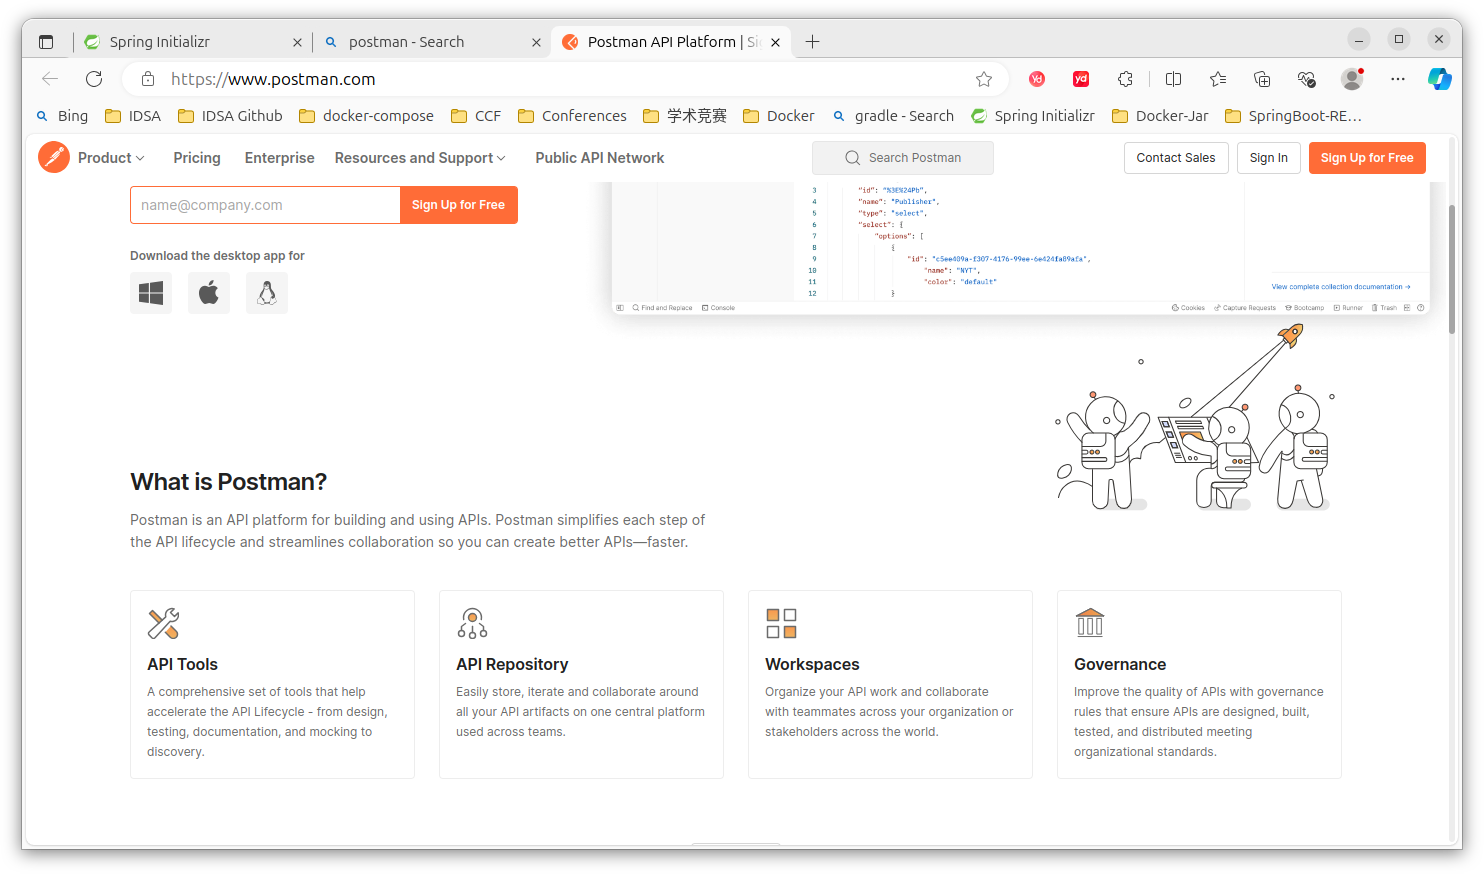 Spring Initializr
postman - Search
Postman API Platform | Si
https://www.postman.com
Bing
IDSA
IDSA Github
docker-compose
CCF
Conferences
学术竞赛
Docker
gradle - Search
Spring Initializr
Docker-Jar
SpringBoot-RE...
Product
Pricing
Enterprise
Resources and Support
Public API Network
Search Postman
Contact Sales
Sign In
Sign Up for Free
name@company.com
Sign Up for Free
Download the desktop app for
3 "id": "%3E%24Pb",
4 "name": "Publisher",
5 "type": "select",
6 "select": {
7 "options": [
8 {
9 "id": "c5ee409a-f307-4176-99ee-6e424fa89afa",
10 "name": "NYT",
11 "color": "default"
12 }
View complete collection documentation →
Find and Replace
Console
Cookies
Capture Requests
Bootcamp
Runner
Trash
What is Postman?
Postman is an API platform for building and using APIs. Postman simplifies each step of
the API lifecycle and streamlines collaboration so you can create better APIs—faster.
API Tools
A comprehensive set of tools that help
accelerate the API Lifecycle - from design,
testing, documentation, and mocking to
discovery.
API Repository
Easily store, iterate and collaborate around
all your API artifacts on one central platform
used across teams.
Workspaces
Organize your API work and collaborate
with teammates across your organization or
stakeholders across the world.
Governance
Improve the quality of APIs with governance
rules that ensure APIs are designed, built,
tested, and distributed meeting
organizational standards.